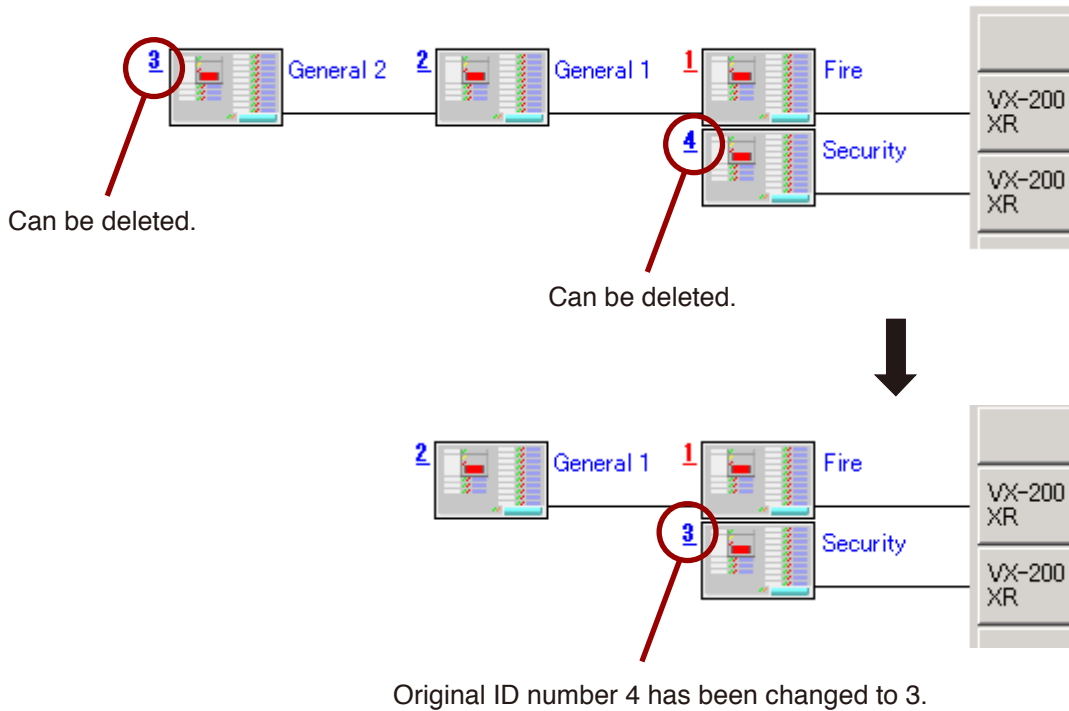 3 General 2 2 General 1 1 Fire
VX-200
XR
4 Security
VX-200
XR
Can be deleted.
Can be deleted.
2 General 1 1 Fire
VX-200
XR
3 Security
VX-200
XR
Original ID number 4 has been changed to 3.